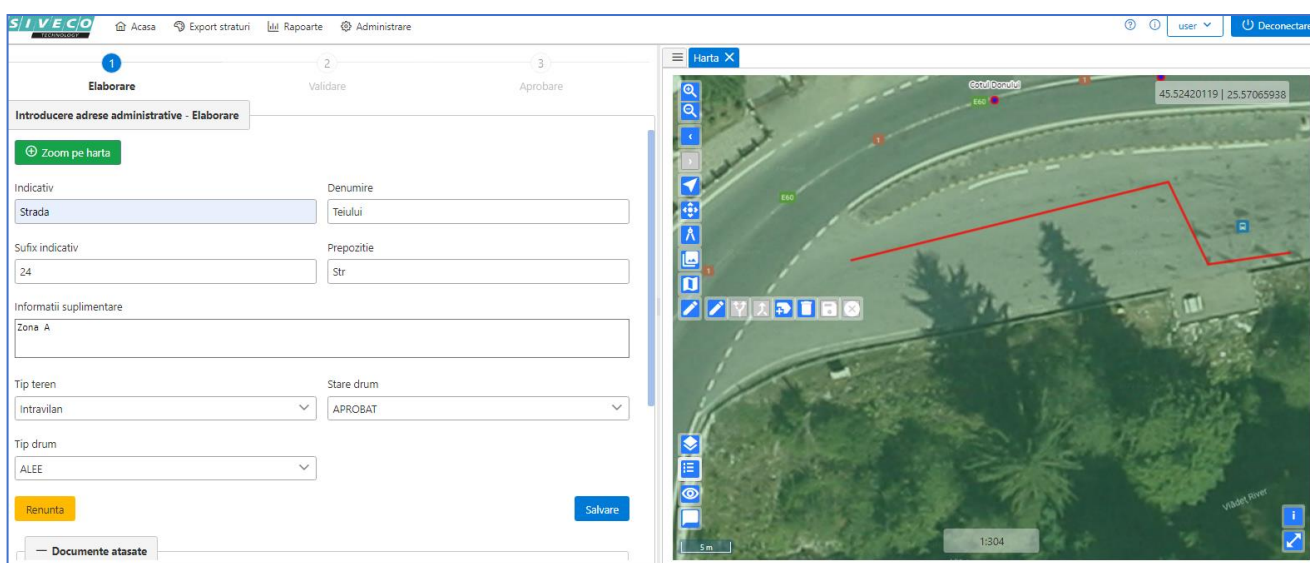 SIVECO
TECHNOLOGY
Acasa
Export straturi
Rapoarte
Administrare
user
Deconectare
1
2
3
Elaborare
Validare
Aprobare
Introducere adrese administrative - Elaborare
Zoom pe harta
Indicativ
Denumire
Strada
Teiului
Sufix indicativ
Prepozitie
24
Str
Informatii suplimentare
Zona A
Tip teren
Stare drum
Intravilan
APROBAT
Tip drum
ALEE
Renunta
Salvare
Documente atasate
Harta
Cotul Donului
E60
1
45.52420119 | 25.57065938
1
E60
1
Vlădeț River
5 m
1:304